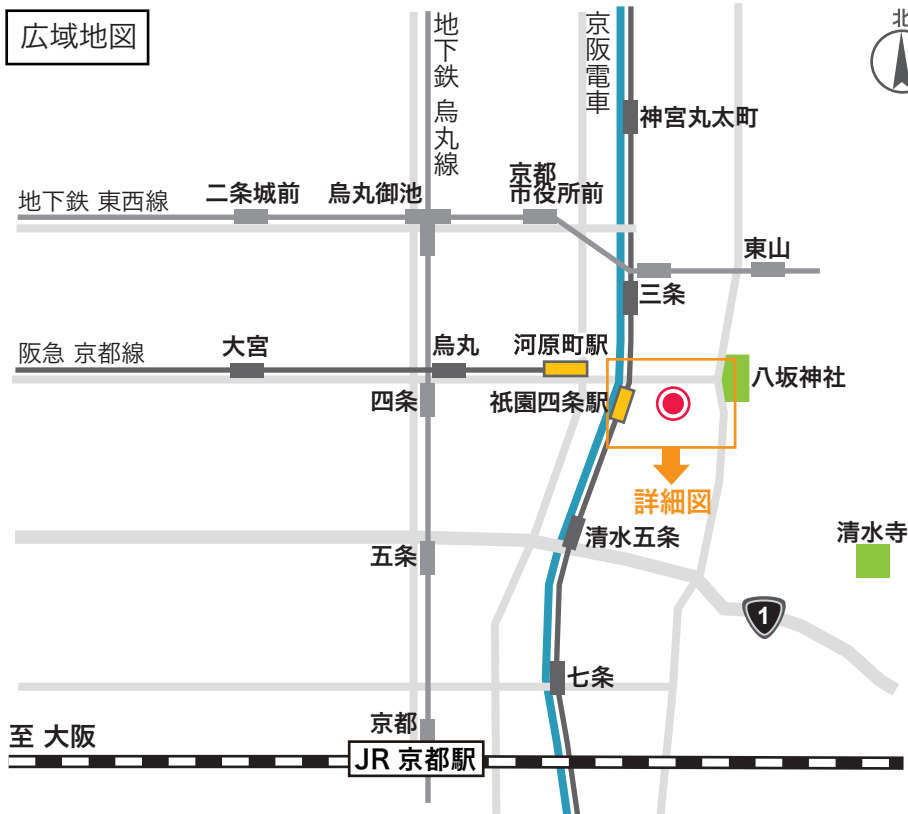 広域地図
北
地下鉄 烏丸線
京阪電車
神宮丸太町
京都
市役所前
地下鉄 東西線
二条城前
烏丸御池
東山
三条
阪急 京都線
大宮
烏丸
河原町駅
八坂神社
四条
祇園四条駅
詳細図
清水五条
清水寺
五条
1
七条
京都
至 大阪
JR 京都駅